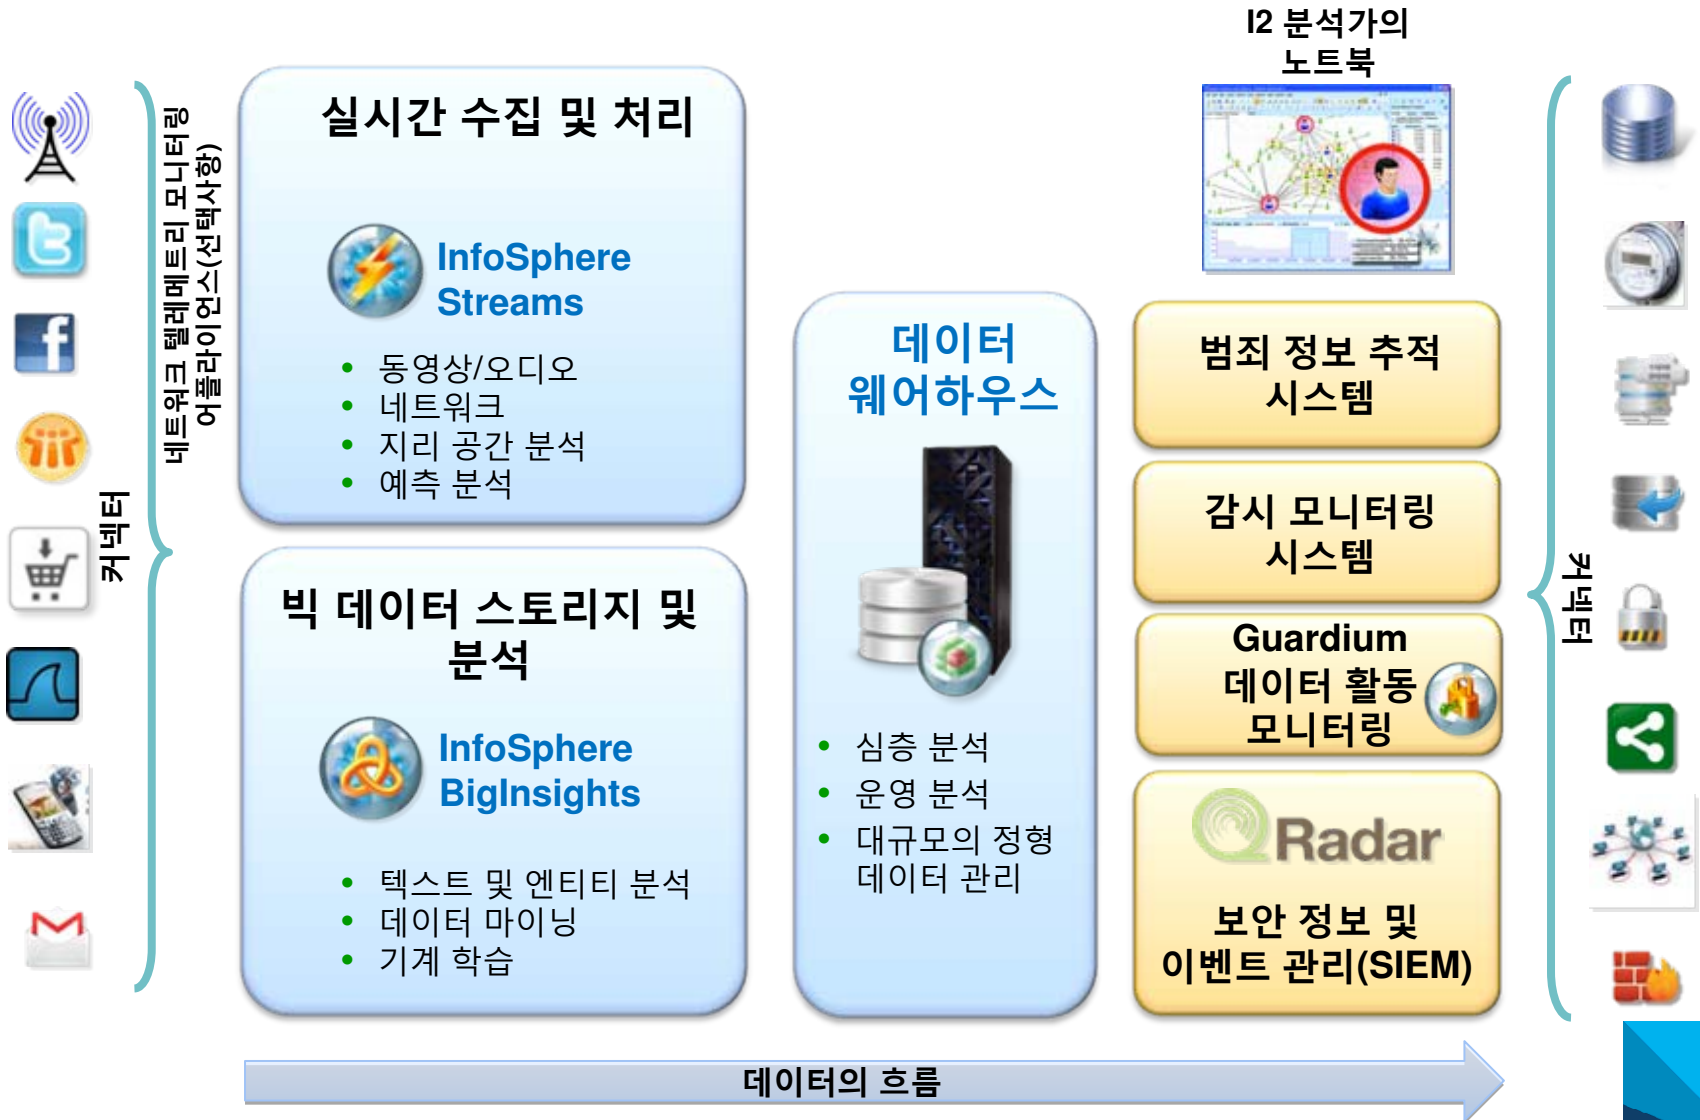 I2 분석가의
노트북
네트워크 텔레메트리 모니터링
어플라이언스(선택사항)
커넥터
실시간 수집 및 처리
InfoSphere
Streams
• 동영상/오디오
• 네트워크
• 지리 공간 분석
• 예측 분석
빅 데이터 스토리지 및
분석
InfoSphere
BigInsights
• 텍스트 및 엔티티 분석
• 데이터 마이닝
• 기계 학습
데이터
웨어하우스
• 심층 분석
• 운영 분석
• 대규모의 정형
데이터 관리
범죄 정보 추적
시스템
감시 모니터링
시스템
Guardium
데이터 활동
모니터링
QRadar
보안 정보 및
이벤트 관리(SIEM)
커넥터
데이터의 흐름